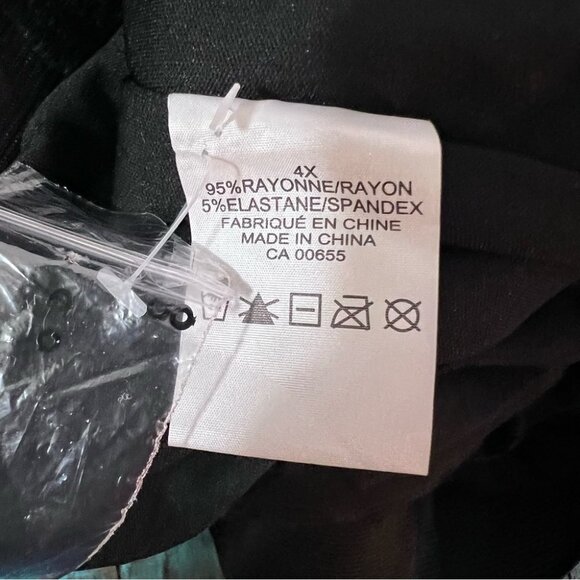 4X
95%RAYONNE/RAYON
5%ELASTANE/SPANDEX
FABRIQUÉ EN CHINE
MADE IN CHINA
CA 00655